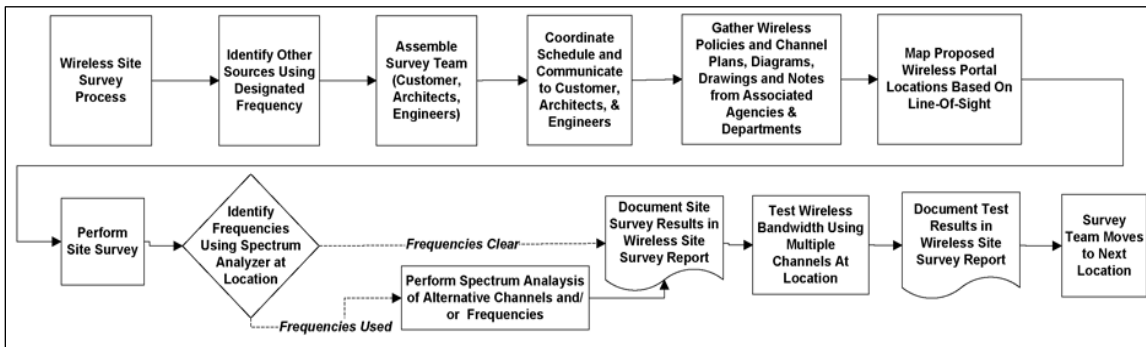 Wireless Site
Survey
Process
Identify Other
Sources Using
Designated
Frequency
Assemble
Survey Team
(Customer,
Architects,
Engineers)
Coordinate
Schedule and
Communicate
to Customer,
Architects, &
Engineers
Gather Wireless
Policies and Channel
Plans, Diagrams,
Drawings and Notes
from Associated
Agencies &
Departments
Map Proposed
Wireless Portal
Locations Based On
Line-Of-Sight
Perform
Site Survey
Identify
Frequencies
Using Spectrum
Analyzer at
Location
Frequencies Clear
Frequencies Used
Perform Spectrum Analaysis
of Alternative Channels and/
or Frequencies
Document Site
Survey Results in
Wireless Site
Survey Report
Test Wireless
Bandwidth Using
Multiple
Channels At
Location
Document Test
Results in
Wireless Site
Survey Report
Survey
Team Moves
to Next
Location